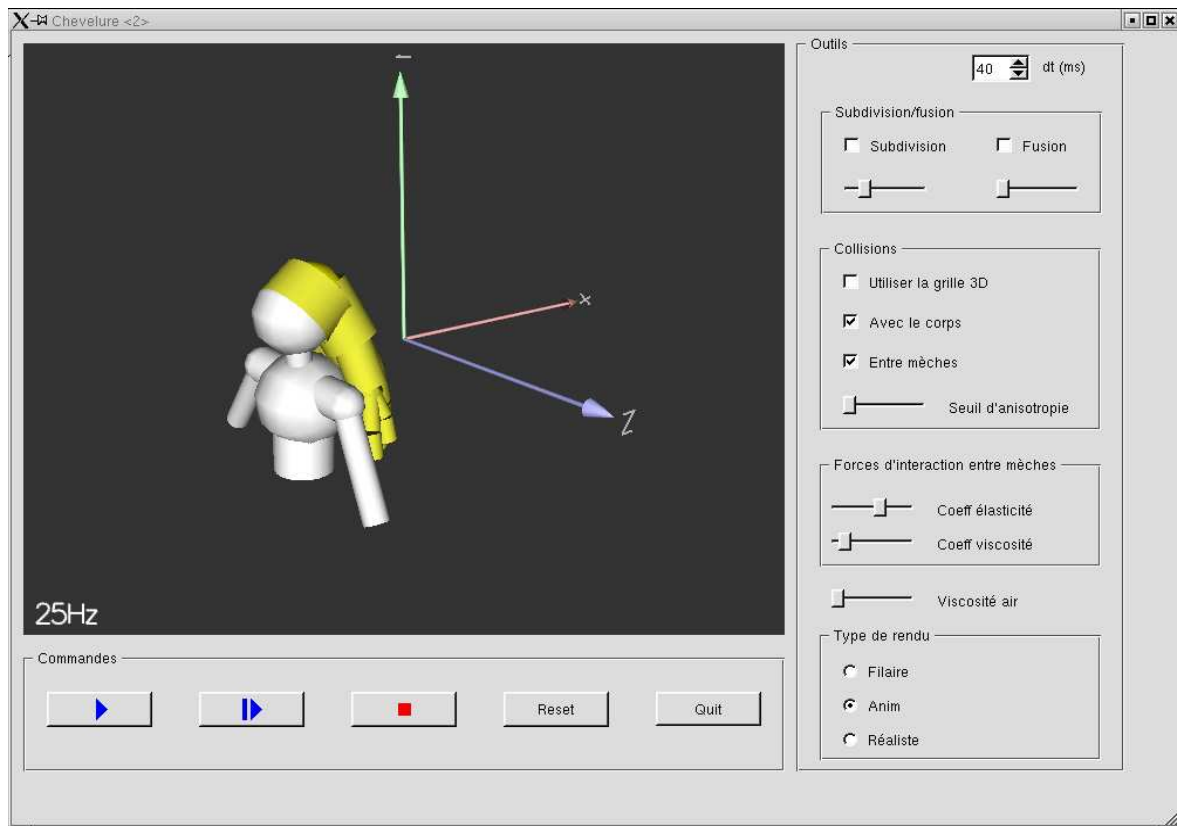 Chevelure <2>
Outils
40 dt (ms)
Subdivision/fusion
Subdivision Fusion
Collisions
Utiliser la grille 3D
Avec le corps
Entre mèches
Seuil d'anisotropie
Forces d'interaction entre mèches
Coeff élasticité
Coeff viscosité
Viscosité air
Type de rendu
Filaire
Anim
Réaliste
x
Z
25Hz
Commandes
Reset Quit